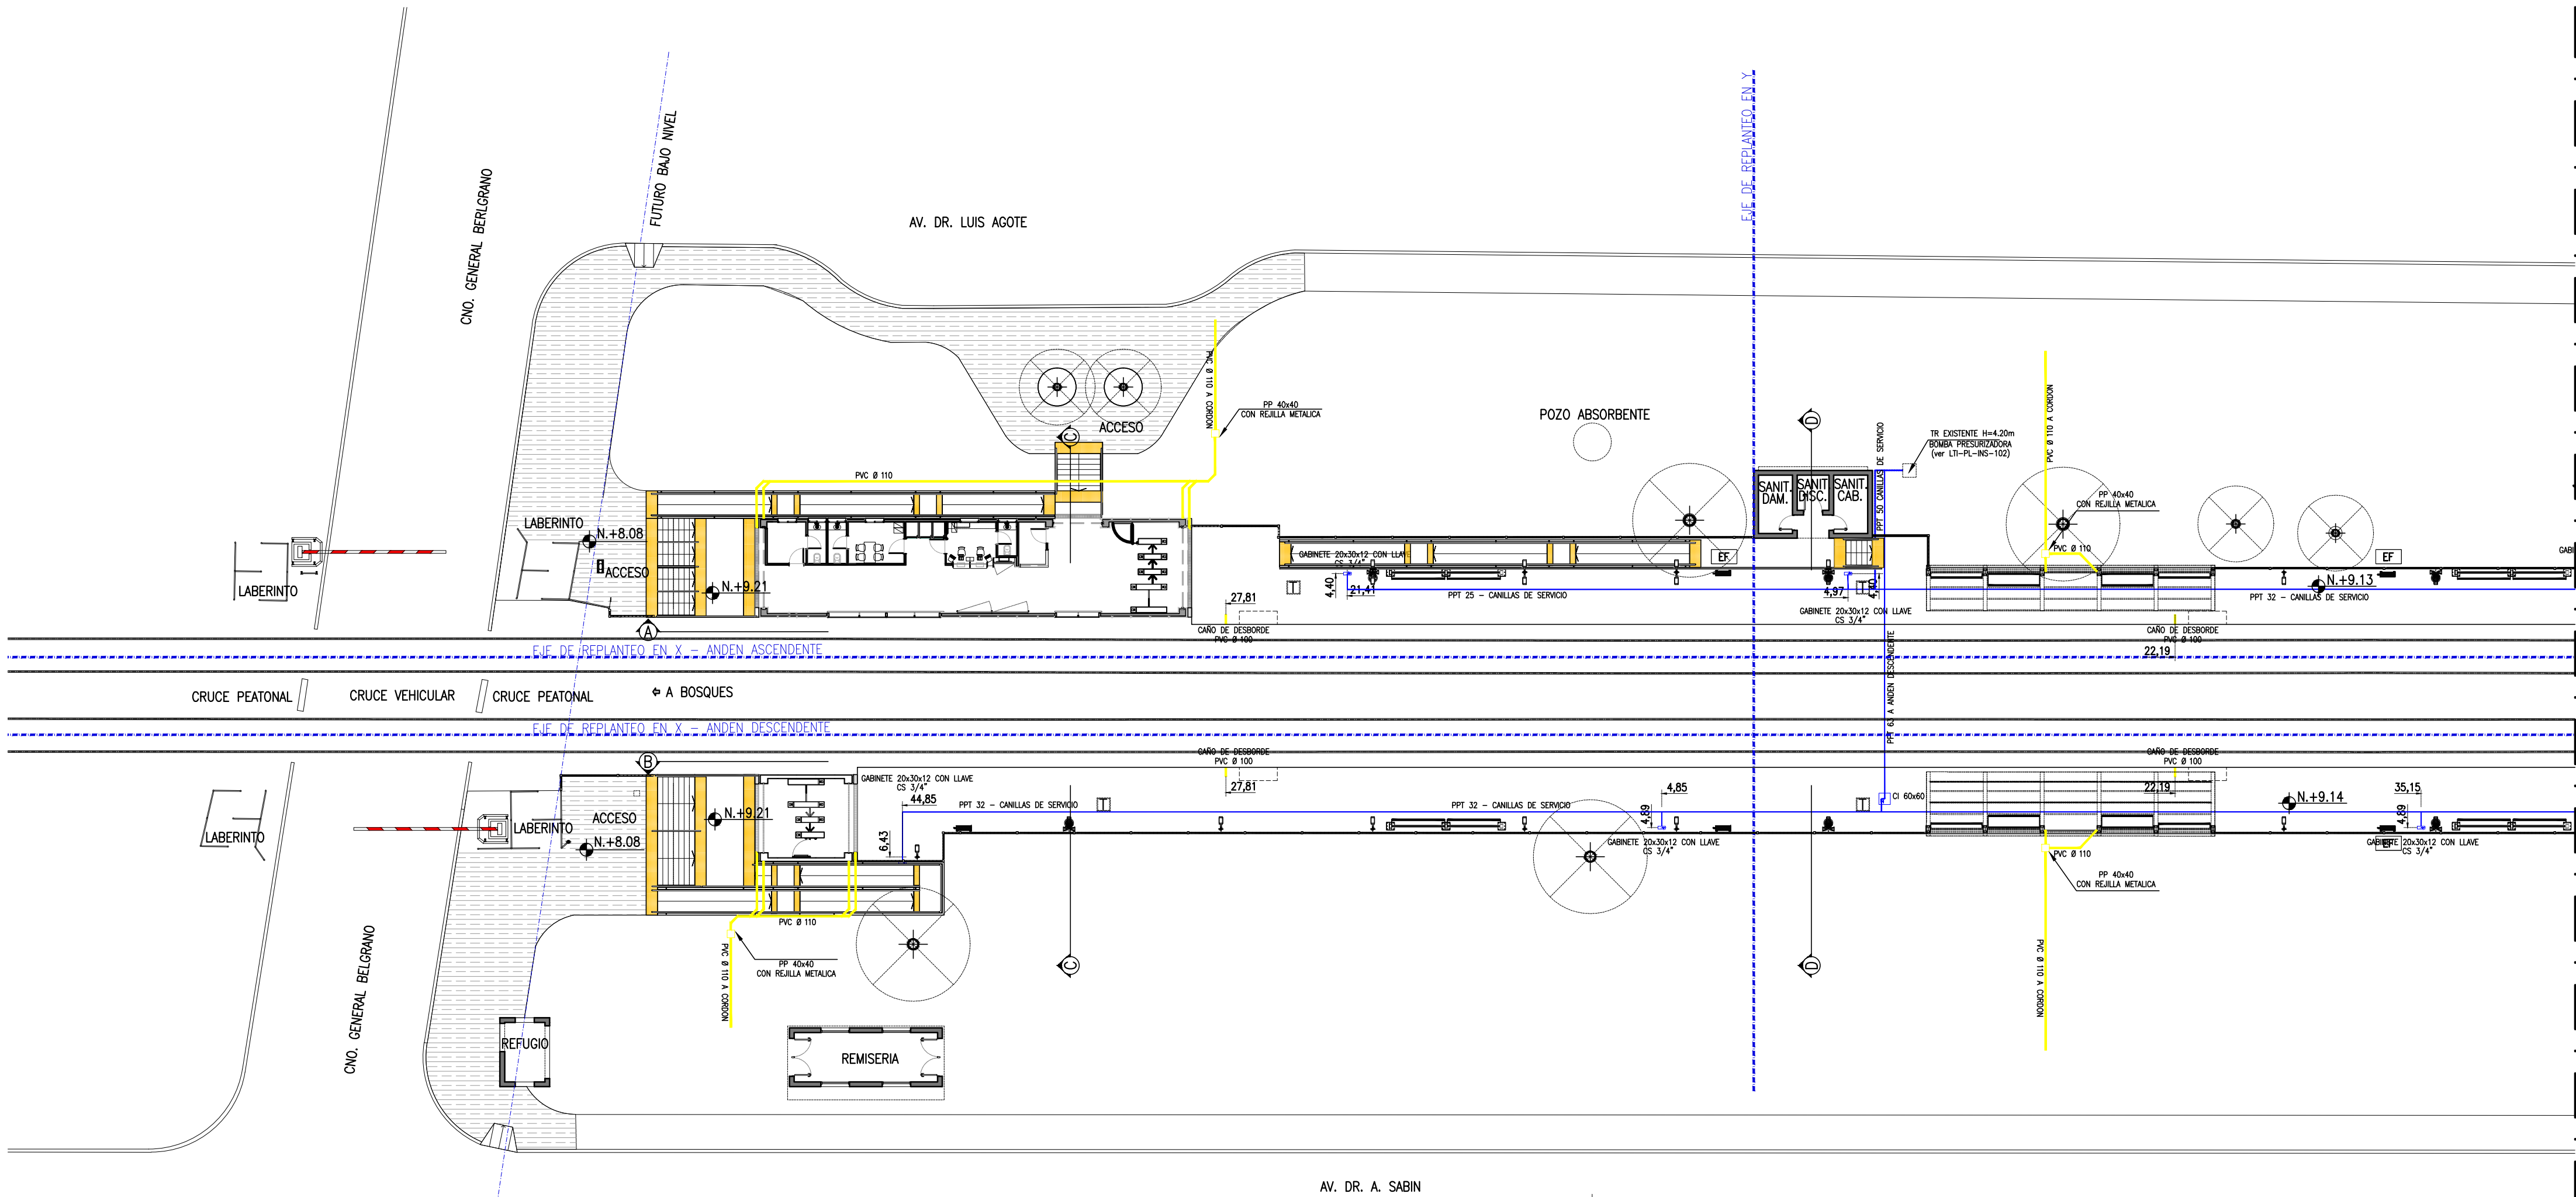 EJE DE REPLANTEO EN Y
FUTURO BAJO NIVEL
CNO. GENERAL BERLGRANO
AV. DR. LUIS AGOTE
PVC Ø 110 A CORDON
PP 40x40
CON REJILLA METALICA
ACCESO
C
POZO ABSORBENTE
D
PPT 50 CANILLAS DE SERVICIO
TR EXISTENTE H=4.20m
BOMBA PRESURIZADORA
(ver LTI-PL-INS-102)
PVC Ø 110 A CORDON
PP 40x40
CON REJILLA METALICA
PVC Ø 110
SANIT.
DAM.
SANIT.
DISC.
SANIT.
CAB.
LABERINTO
N.+8.08
ACCESO
LABERINTO
N.+9.21
GABINETE 20x30x12 CON LLAVE
CS 3/4"
EF
PVC Ø 110
EF
4,40
21,41
PPT 25 - CANILLAS DE SERVICIO
4,97
4,40
N.+9.13
PPT 32 - CANILLAS DE SERVICIO
27,81
GABINETE 20x30x12 CON LLAVE
CS 3/4"
A
CAÑO DE DESBORDE
PVC Ø 100
CAÑO DE DESBORDE
PVC Ø 100
22,19
EJE DE REPLANTEO EN X - ANDEN ASCENDENTE
PPT 63 A ANDEN DESCENDENTE
CRUCE PEATONAL
CRUCE VEHICULAR
CRUCE PEATONAL
A BOSQUES
EJE DE REPLANTEO EN X - ANDEN DESCENDENTE
B
CAÑO DE DESBORDE
PVC Ø 100
CAÑO DE DESBORDE
PVC Ø 100
GABINETE 20x30x12 CON LLAVE
CS 3/4"
27,81
4,85
22,19
35,15
CI 60x60
44,85
PPT 32 - CANILLAS DE SERVICIO
PPT 32 - CANILLAS DE SERVICIO
N.+9.14
ACCESO
N.+9.21
LABERINTO
LABERINTO
N.+8.08
6,43
4,89
4,89
GABINETE 20x30x12 CON LLAVE
CS 3/4"
GABINETE 20x30x12 CON LLAVE
CS 3/4"
EF
PVC Ø 110
PP 40x40
CON REJILLA METALICA
PVC Ø 110
PVC Ø 110 A CORDON
PP 40x40
CON REJILLA METALICA
C
D
PVC Ø 110 A CORDON
CNO. GENERAL BELGRANO
REFUGIO
REMISERIA
AV. DR. A. SABIN